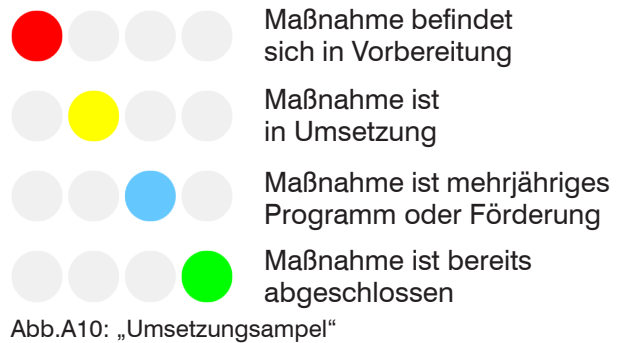 Maßnahme befindet
sich in Vorbereitung
Maßnahme ist
in Umsetzung
Maßnahme ist mehrjähriges
Programm oder Förderung
Maßnahme ist bereits
abgeschlossen
Abb.A10: „Umsetzungsampel“